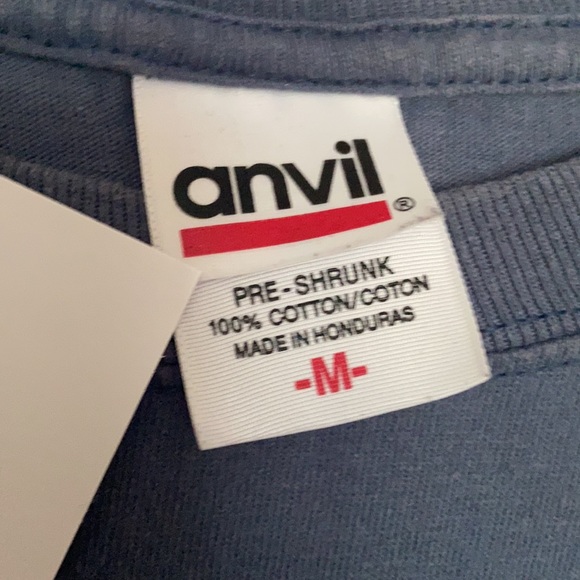 anvil®
PRE-SHRUNK
100% COTTON/COTON
MADE IN HONDURAS
-M-